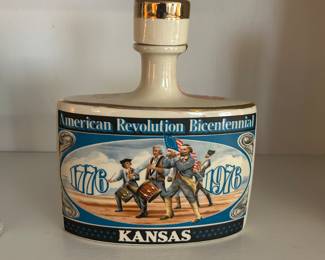 American Revolution Bicentennial
1776 1976
KANSAS